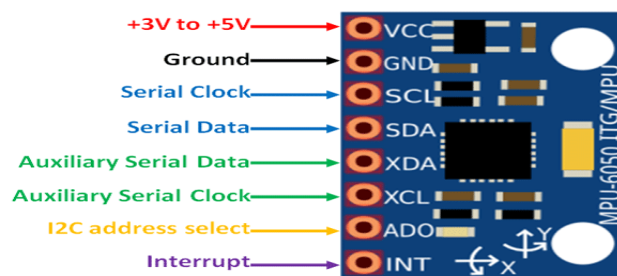 +3V to +5V VCC
Ground GND
Serial Clock SCL
Serial Data SDA
Auxiliary Serial Data XDA
Auxiliary Serial Clock XCL
I2C address select ADO
Interrupt INT
X
Y
MPU-6050 ITG/MPU